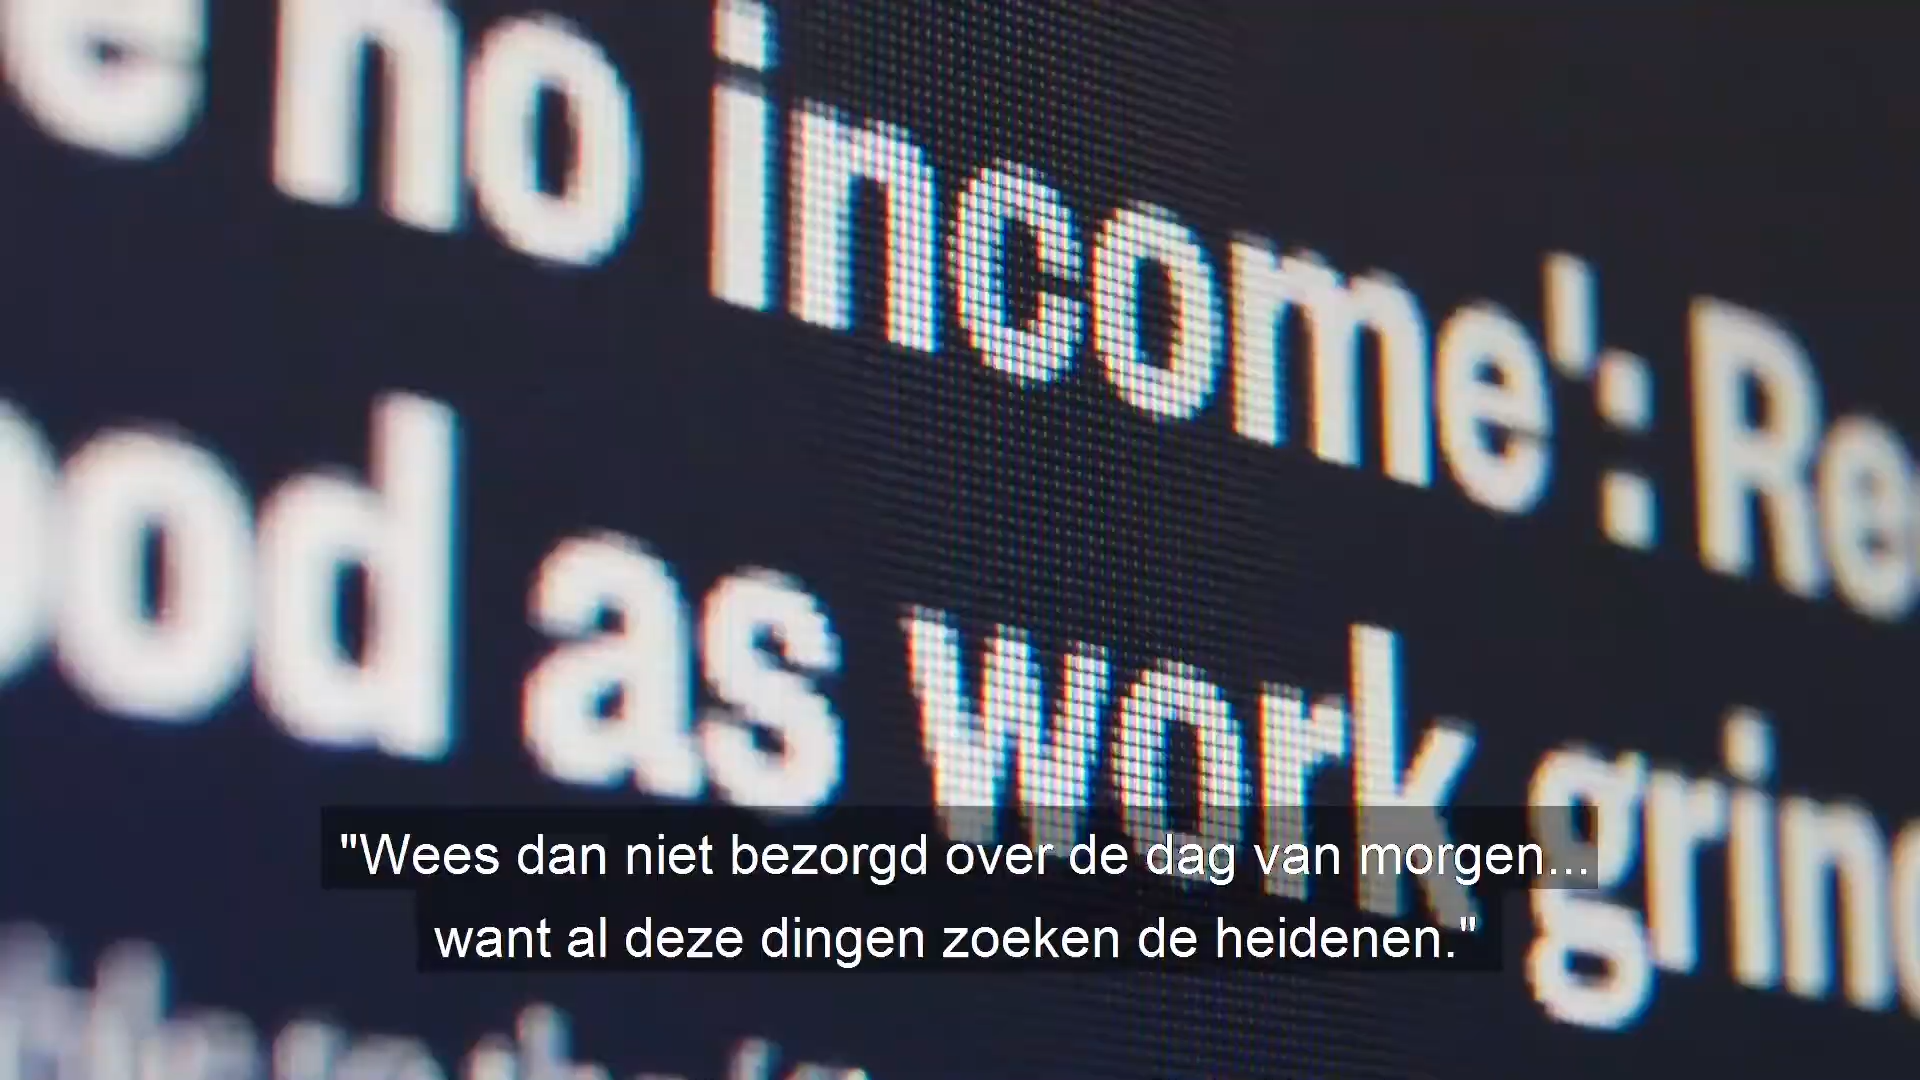 no income': Re
ood as work grin
"Wees dan niet bezorgd over de dag van morgen...
want al deze dingen zoeken de heidenen."